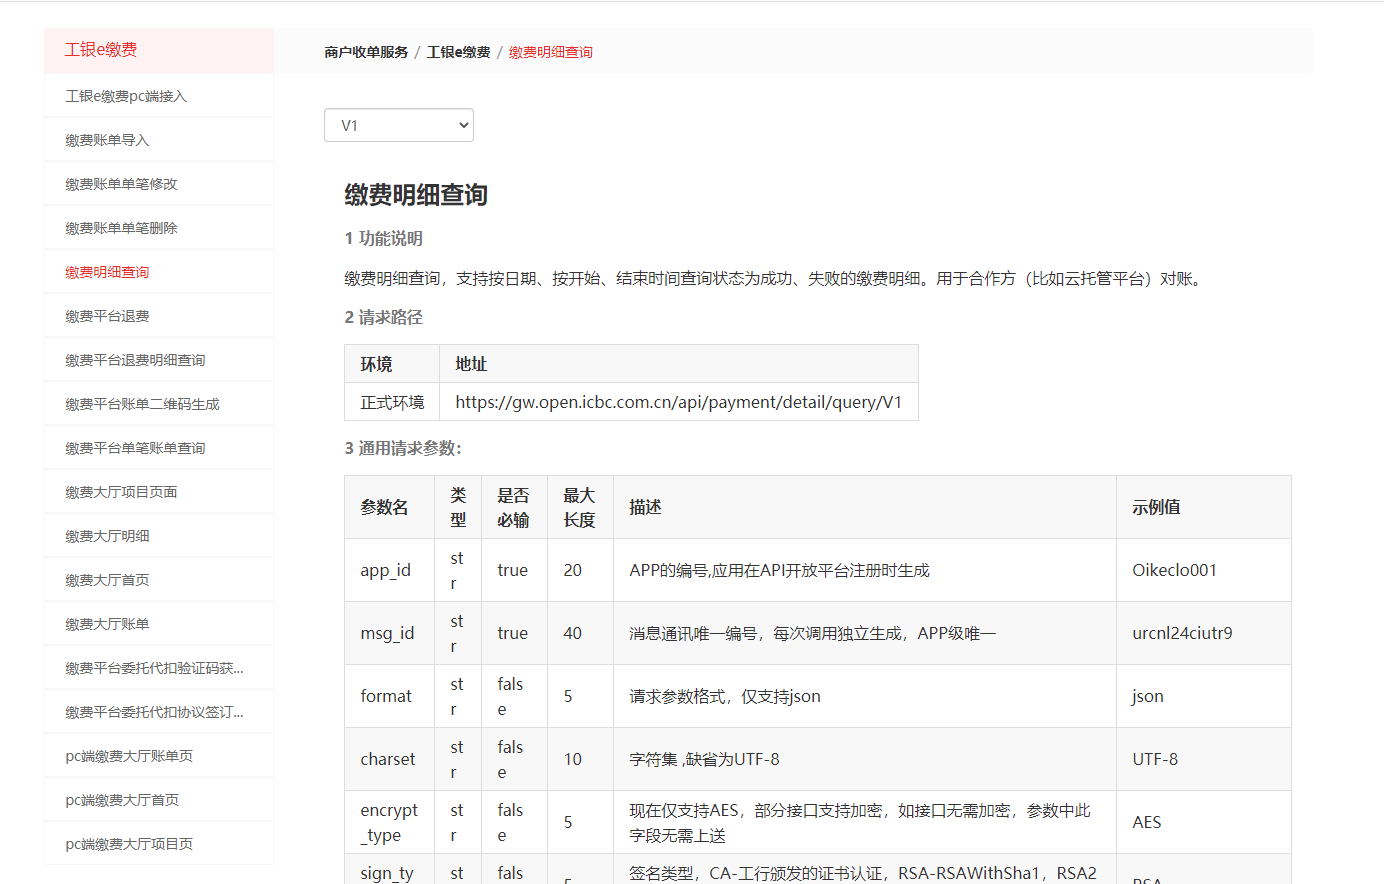 工银e缴费
工银e缴费pc端接入
缴费账单导入
缴费账单单笔修改
缴费账单单笔删除
缴费明细查询
缴费平台退费
缴费平台退费明细查询
缴费平台账单二维码生成
缴费平台单笔账单查询
缴费大厅项目页面
缴费大厅明细
缴费大厅首页
缴费大厅账单
缴费平台委托代扣验证码获...
缴费平台委托代扣协议签订...
pc端缴费大厅账单页
pc端缴费大厅首页
pc端缴费大厅项目页
商户收单服务 / 工银e缴费 / 缴费明细查询
V1
缴费明细查询
1 功能说明
缴费明细查询，支持按日期、按开始、结束时间查询状态为成功、失败的缴费明细。用于合作方（比如云托管平台）对账。
2 请求路径
环境 地址
正式环境 https://gw.open.icbc.com.cn/api/payment/detail/query/V1
3 通用请求参数：
参数名 类型 是否必输 最大长度 描述 示例值
app_id str true 20 APP的编号,应用在API开放平台注册时生成 Oikeclo001
msg_id str true 40 消息通讯唯一编号，每次调用独立生成，APP级唯一 urcnl24ciutr9
format str false 5 请求参数格式，仅支持json json
charset str false 10 字符集 ,缺省为UTF-8 UTF-8
encrypt_type str false 5 现在仅支持AES，部分接口支持加密，如接口无需加密，参数中此字段无需上送 AES
sign_ty st fals 5 签名类型，CA-工行颁发的证书认证，RSA-RSAWithSha1，RSA2 RSA